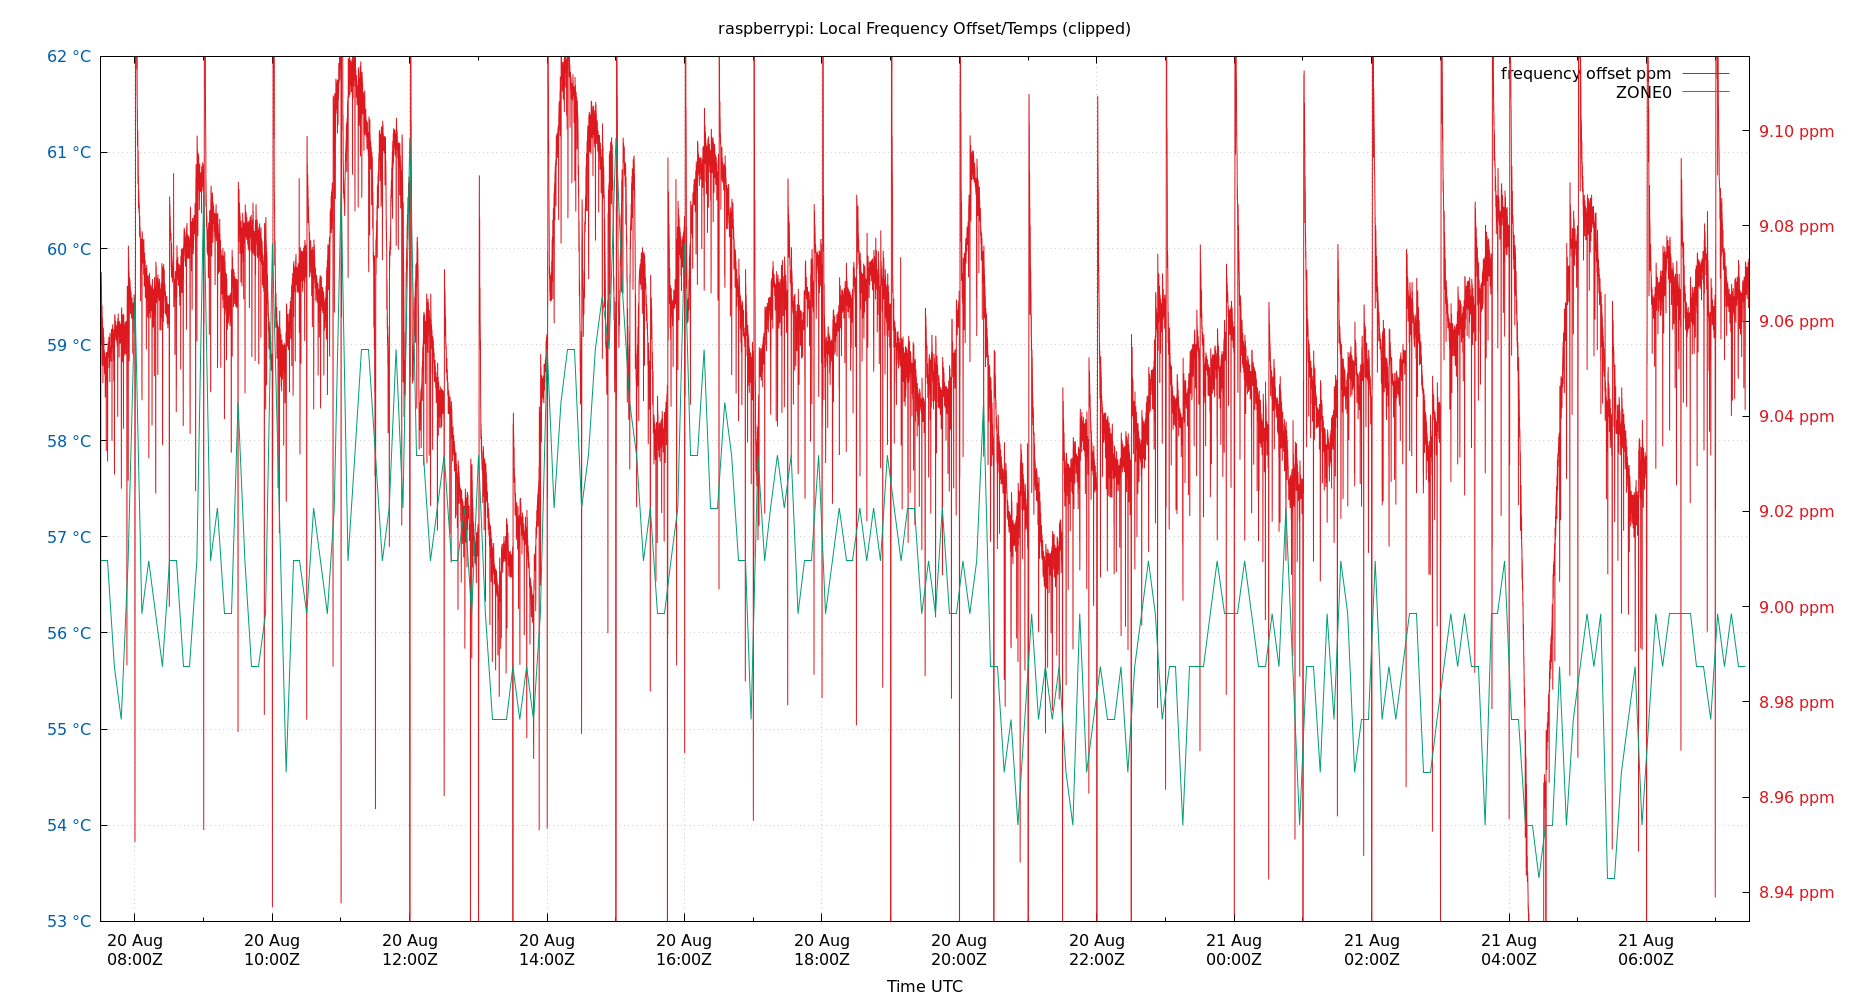 raspberrypi: Local Frequency Offset/Temps (clipped)
frequency offset ppm
ZONE0
62 °C
61 °C
60 °C
59 °C
58 °C
57 °C
56 °C
55 °C
54 °C
53 °C
9.10 ppm
9.08 ppm
9.06 ppm
9.04 ppm
9.02 ppm
9.00 ppm
8.98 ppm
8.96 ppm
8.94 ppm
20 Aug 20 Aug 20 Aug 20 Aug 20 Aug 20 Aug 20 Aug 20 Aug 21 Aug 21 Aug 21 Aug 21 Aug
08:00Z 10:00Z 12:00Z 14:00Z 16:00Z 18:00Z 20:00Z 22:00Z 00:00Z 02:00Z 04:00Z 06:00Z
Time UTC